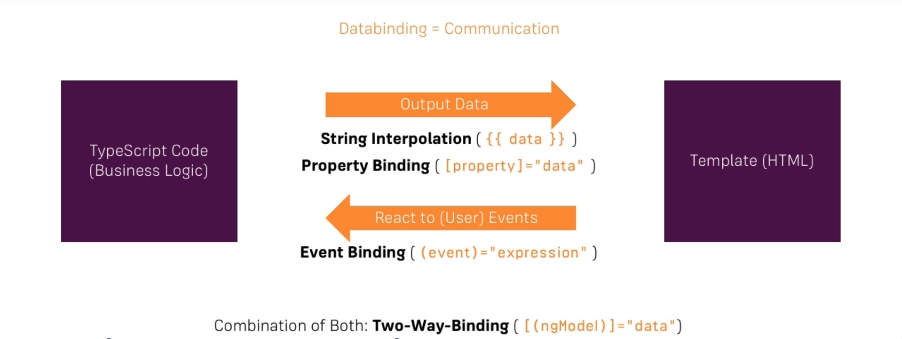 Databinding = Communication
TypeScript Code
(Business Logic)
Output Data
String Interpolation ( {{ data }} )
Property Binding ( [property]="data" )
React to (User) Events
Event Binding ( (event)="expression" )
Template (HTML)
Combination of Both: Two-Way-Binding ( [(ngModel)]="data")